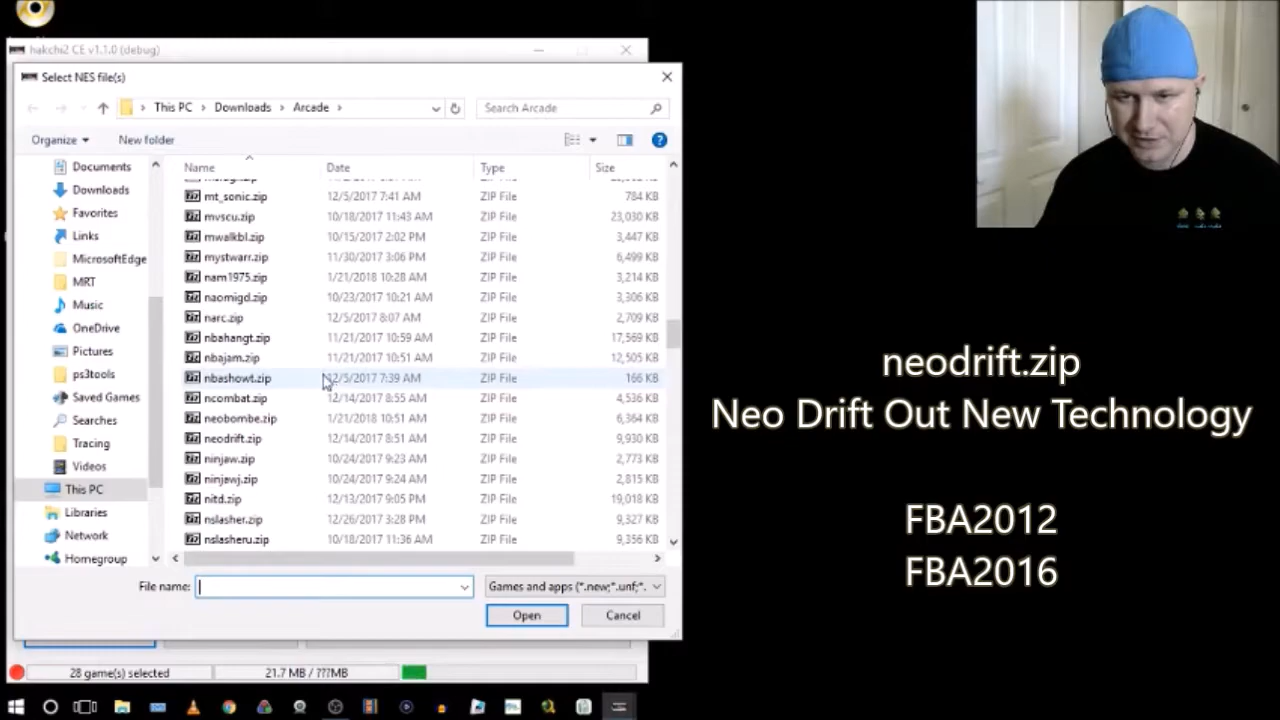 hakchi2 CE v1.1.0 (debug)
Select NES file(s)
This PC > Downloads > Arcade >
Search Arcade
Organize
New folder
Name Date Type Size
Documents
Downloads
Favorites
Links
MicrosoftEdge
MRT
Music
OneDrive
Pictures
ps3tools
Saved Games
Searches
Tracing
Videos
This PC
Libraries
Network
Homegroup
mt_sonic.zip 12/5/2017 7:41 AM ZIP File 784 KB
mvscu.zip 10/18/2017 11:43 AM ZIP File 23,030 KB
mwalkbl.zip 10/15/2017 2:02 PM ZIP File 3,447 KB
mystwarr.zip 11/30/2017 3:06 PM ZIP File 6,499 KB
nam1975.zip 1/21/2018 10:28 AM ZIP File 3,214 KB
naomigd.zip 10/23/2017 10:21 AM ZIP File 3,306 KB
narc.zip 12/5/2017 8:07 AM ZIP File 2,709 KB
nbahangt.zip 11/21/2017 10:59 AM ZIP File 17,569 KB
nbajam.zip 11/21/2017 10:51 AM ZIP File 12,505 KB
nbashowt.zip 12/5/2017 7:39 AM ZIP File 166 KB
ncombat.zip 12/14/2017 8:55 AM ZIP File 4,536 KB
neobombe.zip 1/21/2018 10:51 AM ZIP File 6,364 KB
neodrift.zip 12/14/2017 8:51 AM ZIP File 9,930 KB
ninjaw.zip 10/24/2017 9:23 AM ZIP File 2,773 KB
ninjawj.zip 10/24/2017 9:24 AM ZIP File 2,815 KB
nitd.zip 12/13/2017 9:05 PM ZIP File 19,018 KB
nslasher.zip 12/26/2017 3:28 PM ZIP File 9,327 KB
nslasheru.zip 10/18/2017 11:36 AM ZIP File 9,356 KB
File name:
Games and apps (*.new;*.unf;*.
Open
Cancel
28 game(s) selected
21.7 MB / ???MB
neodrift.zip
Neo Drift Out New Technology
FBA2012
FBA2016